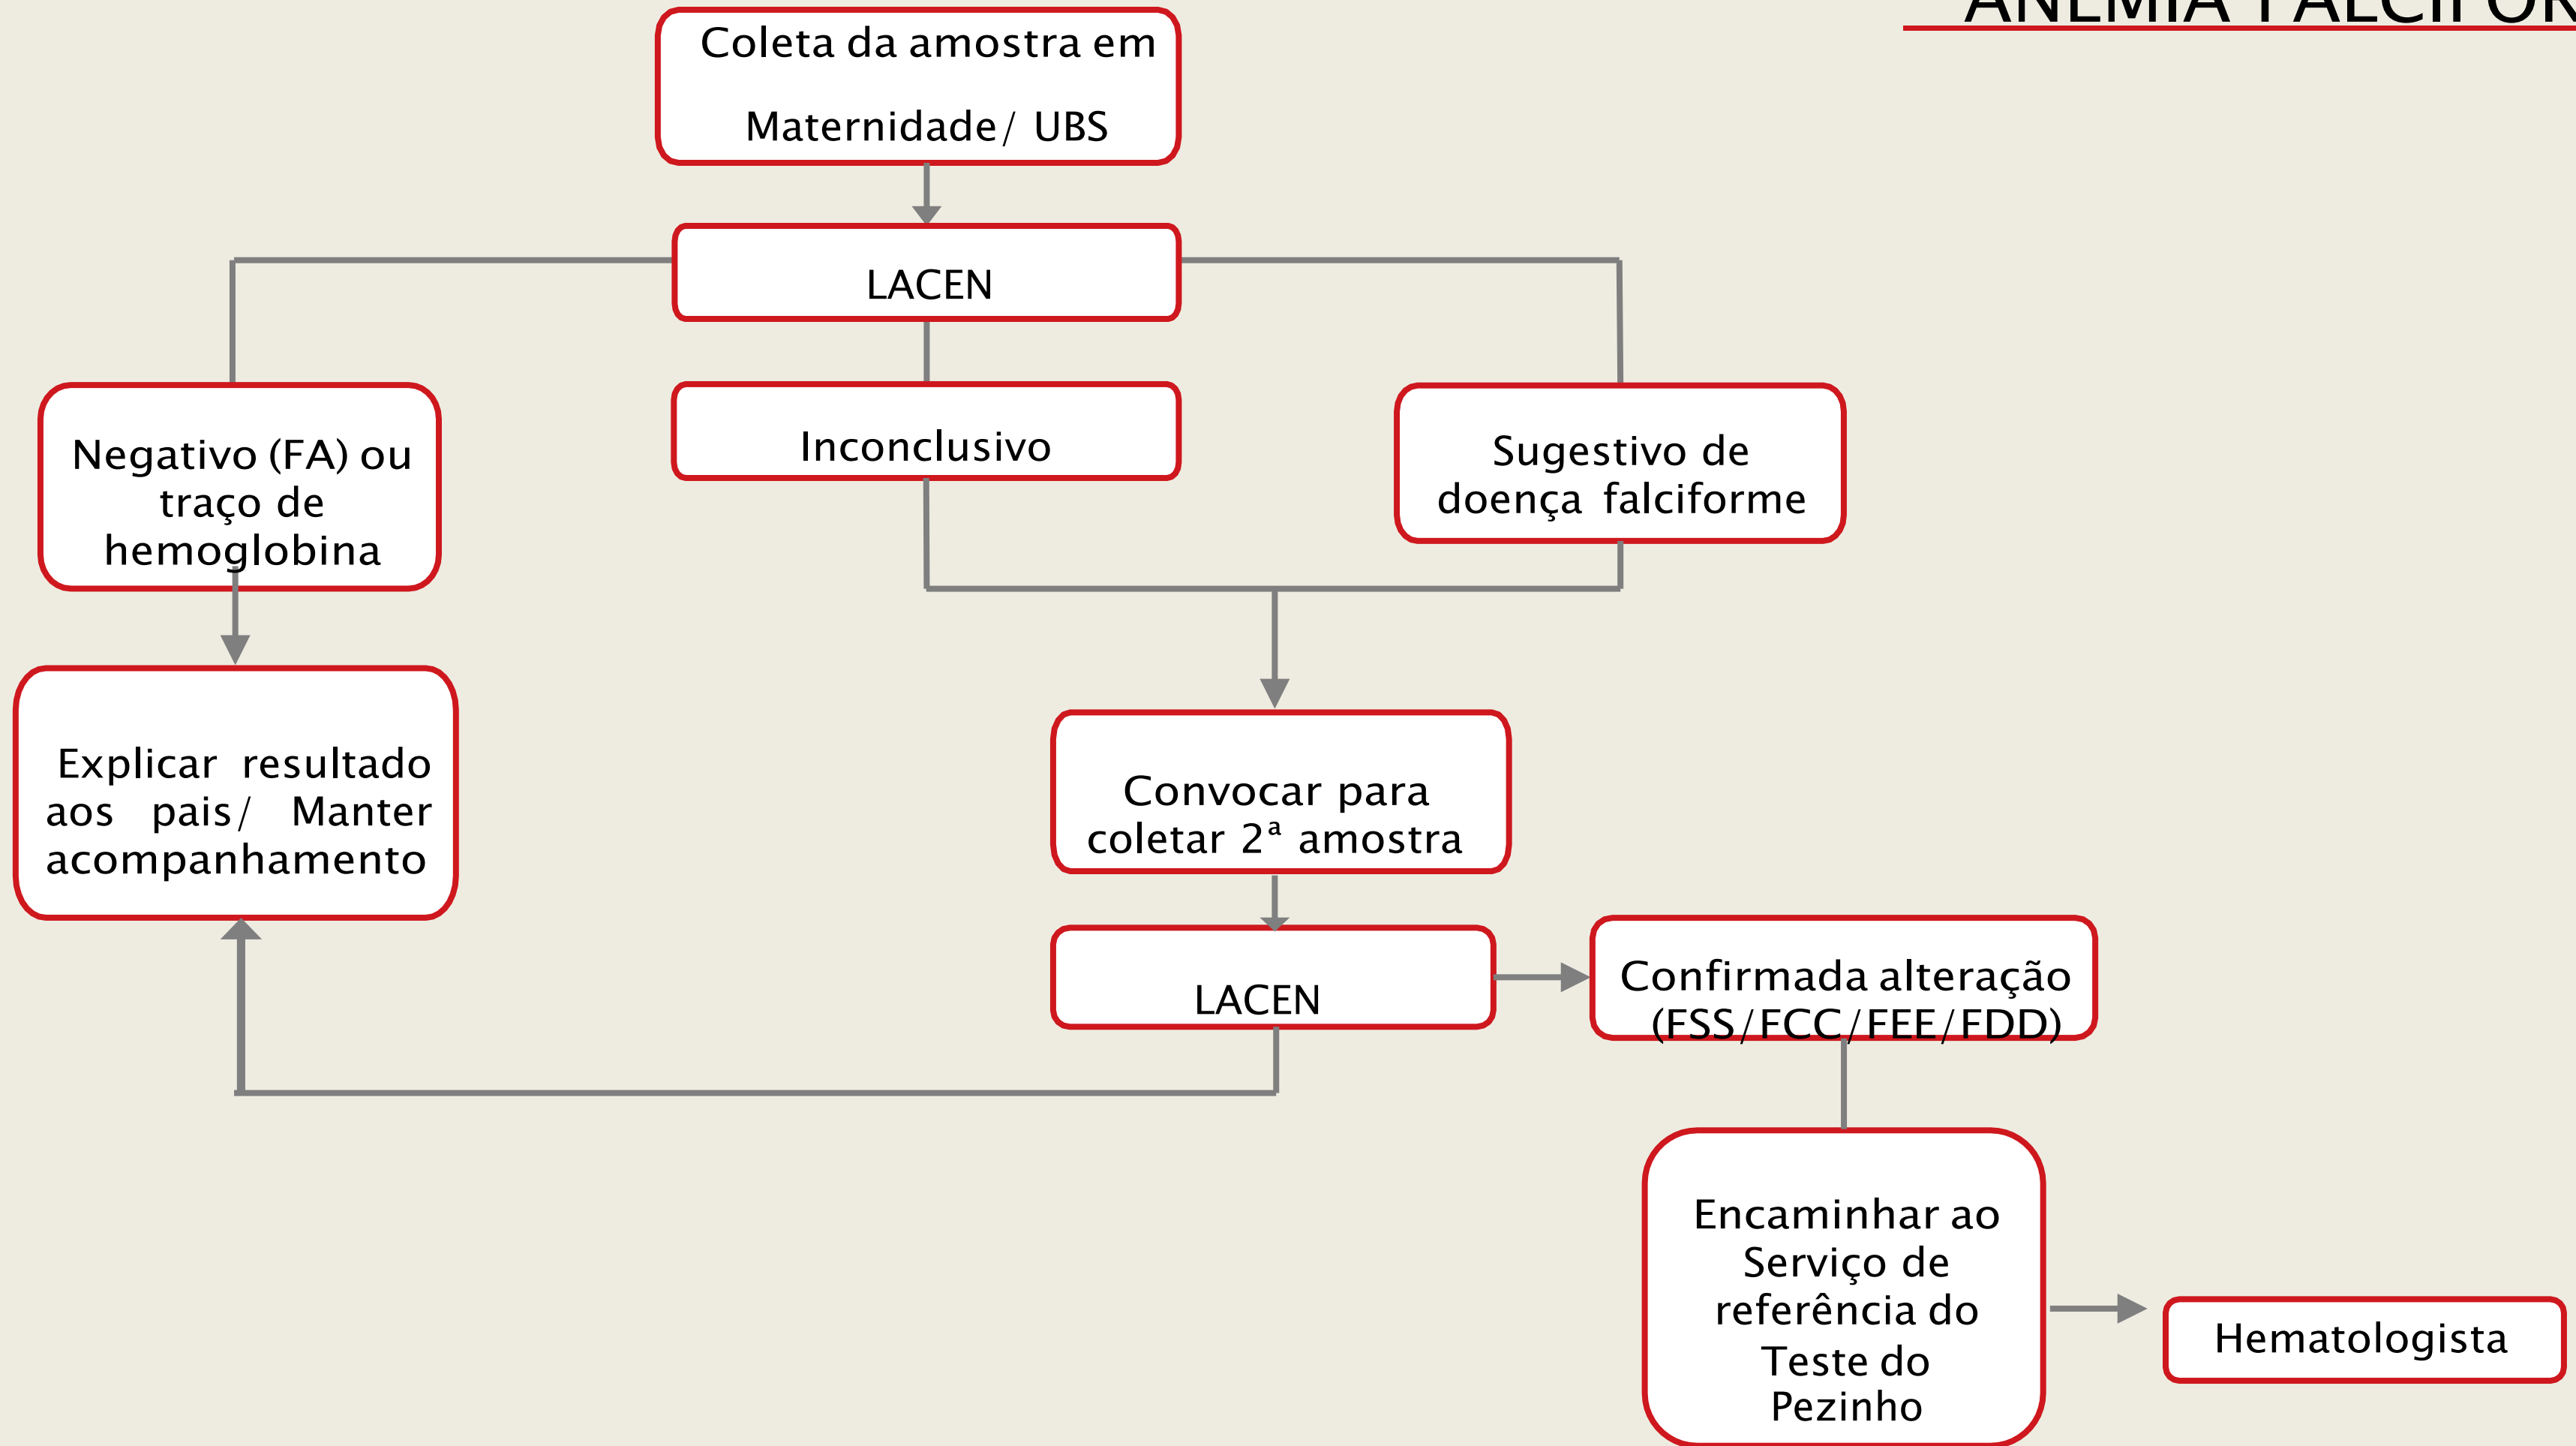 ANEMIA FALCIFOR
Coleta da amostra em
Maternidade/ UBS
LACEN
Negativo (FA) ou
traço de
hemoglobina
Inconclusivo
Sugestivo de
doença falciforme
Explicar resultado
aos pais/ Manter
acompanhamento
Convocar para
coletar 2ª amostra
LACEN
Confirmada alteração
(FSS/FCC/FEE/FDD)
Encaminhar ao
Serviço de
referência do
Teste do
Pezinho
Hematologista